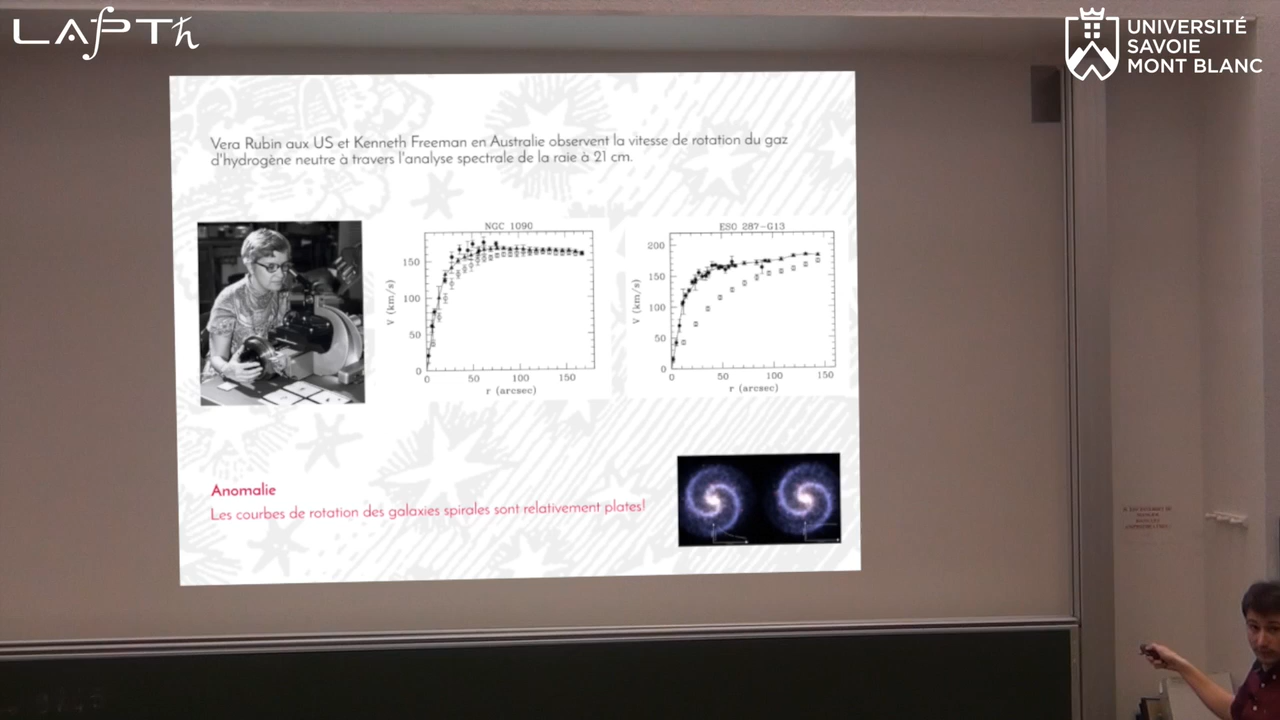 LAPTh
UNIVERSITÉ
SAVOIE
MONT BLANC
Vera Rubin aux US et Kenneth Freeman en Australie observent la vitesse de rotation du gaz
d'hydrogène neutre à travers l'analyse spectrale de la raie à 21 cm.
NGC 1090
150
100
50
0
V (km/s)
0 50 100 150
r (arcsec)
ESO 287-G13
200
150
100
50
0
V (km/s)
0 50 100 150
r (arcsec)
Anomalie
Les courbes de rotation des galaxies spirales sont relativement plates!